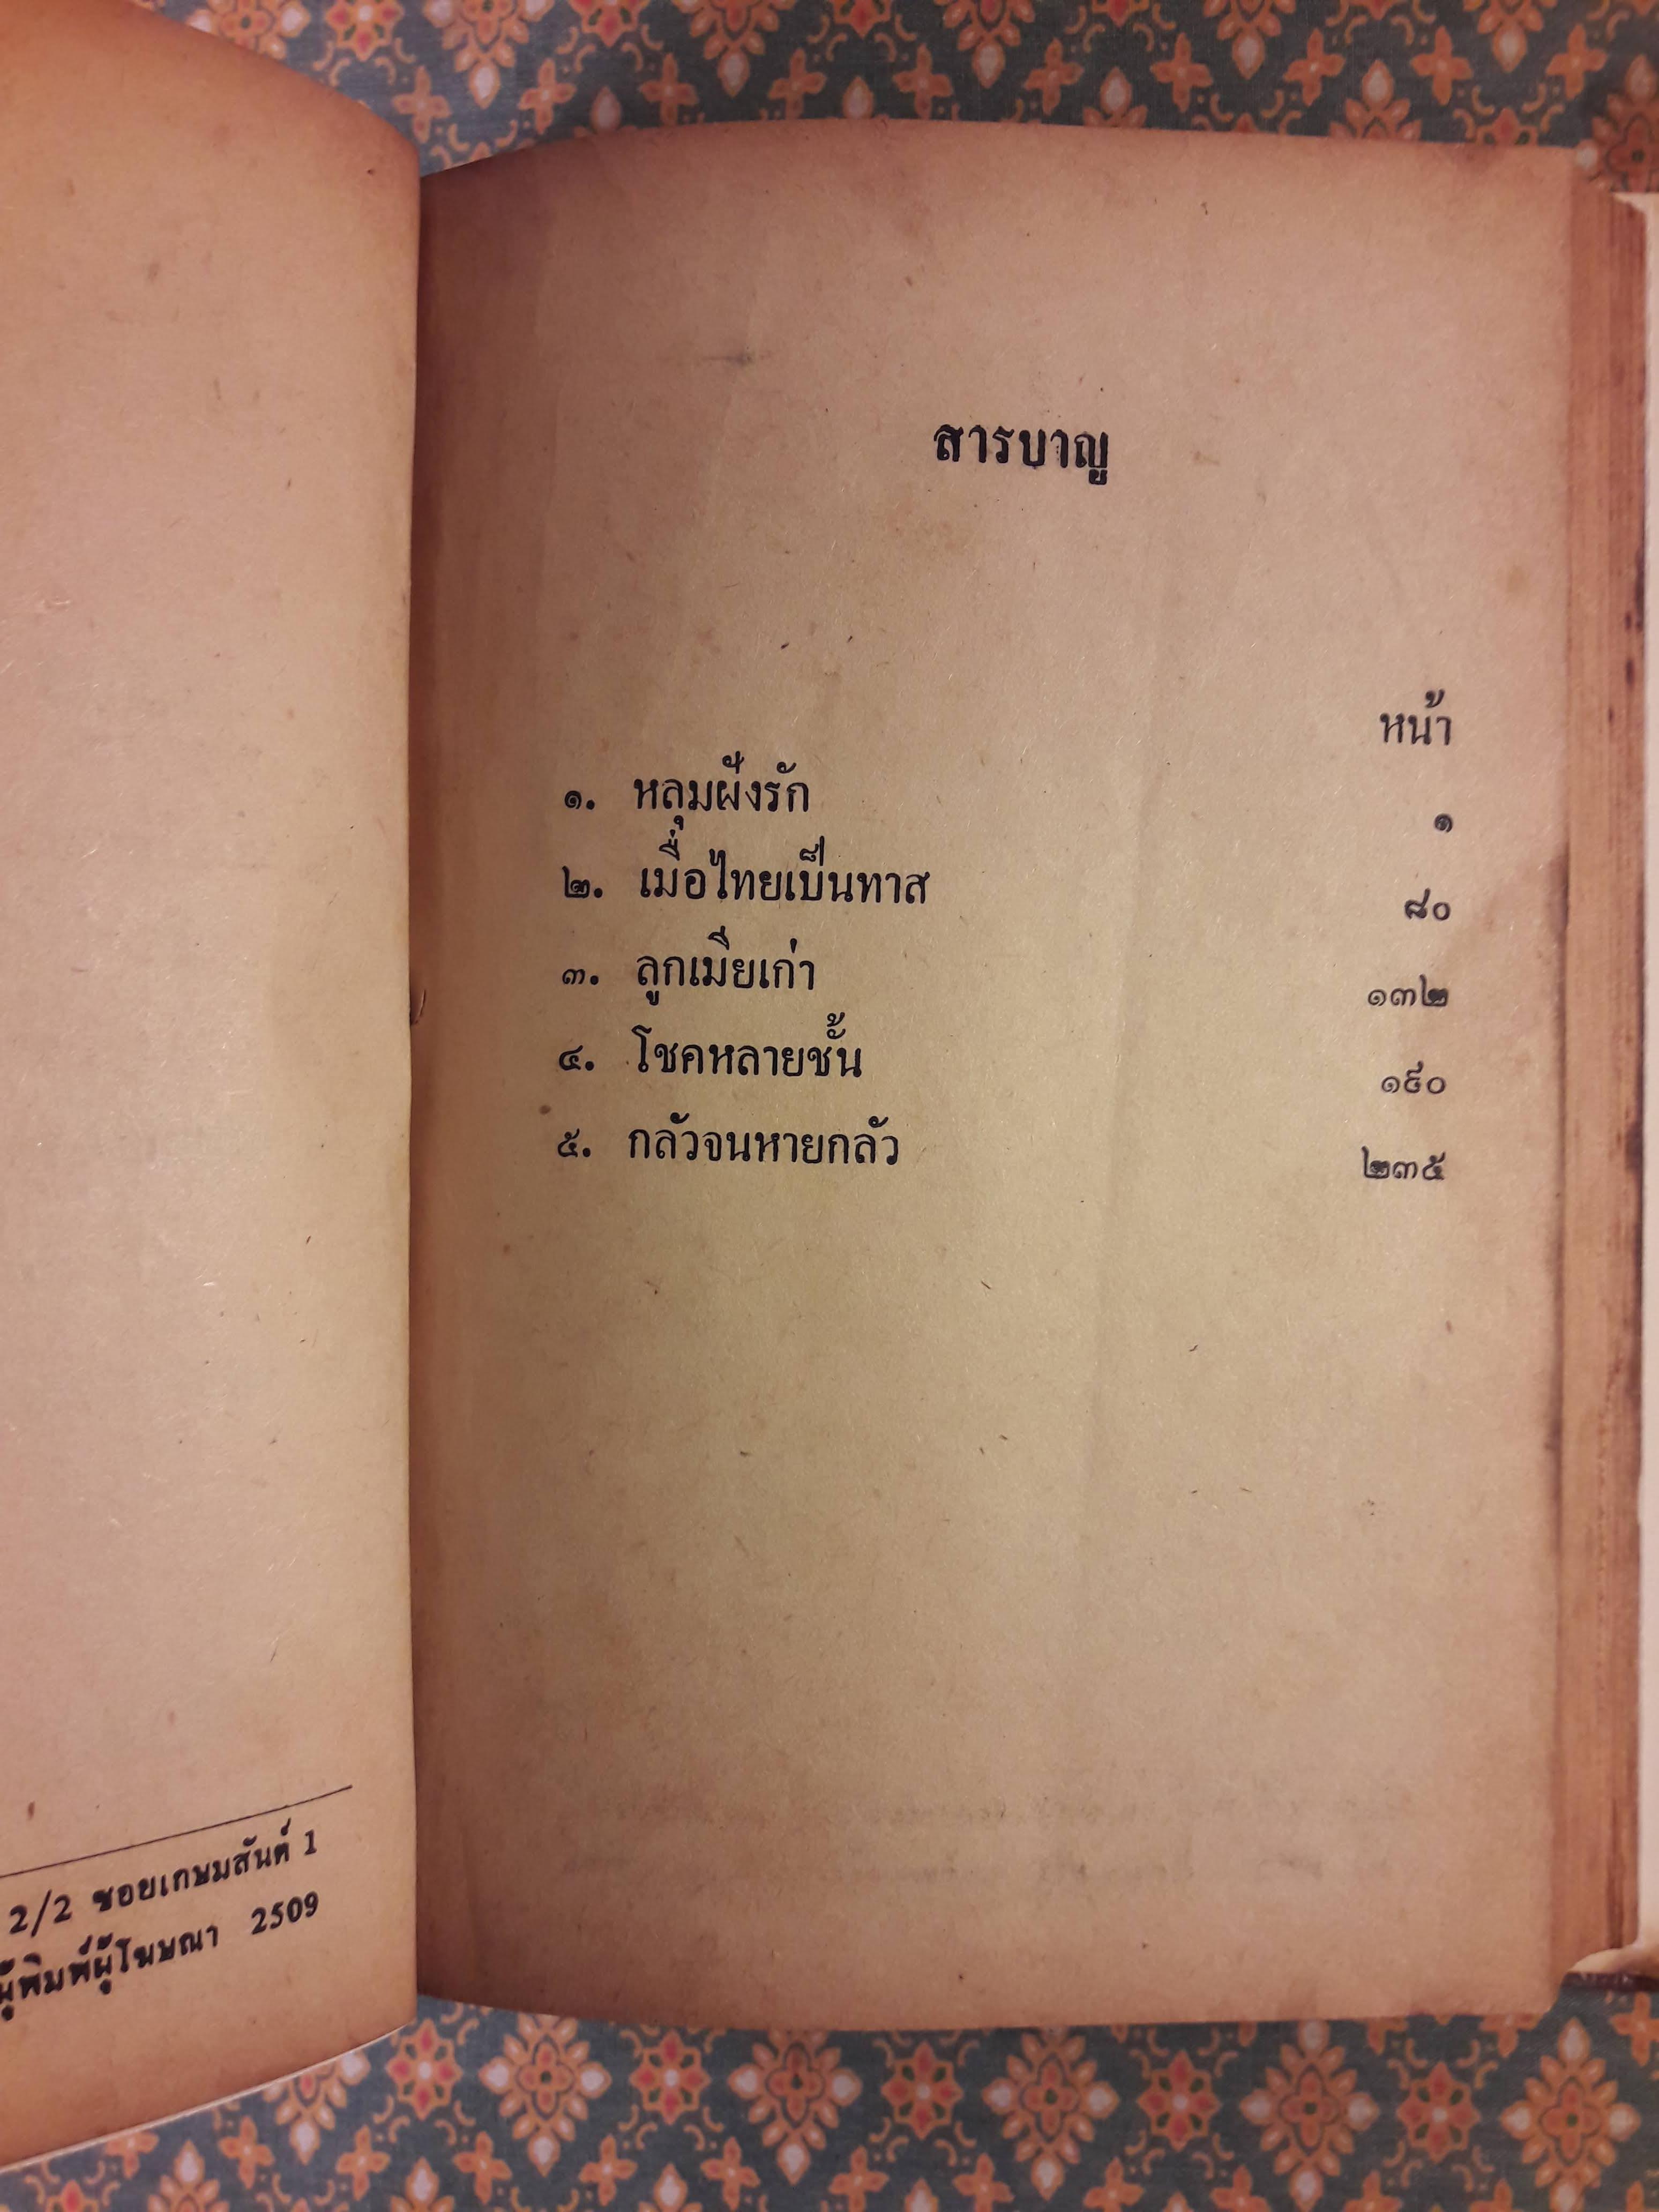 2/2 ซอยเกษมสันต์ 1
ผู้พิมพ์ผู้โฆษณา 2509
สารบาญ
หน้า
๑. หลุมฝังรัก ๑
๒. เมื่อไทยเป็นทาส ๘๐
๓. ลูกเมียเก่า ๑๓๒
๔. โชคหลายชั้น ๑๙๐
๕. กลัวจนหายกลัว ๒๓๕